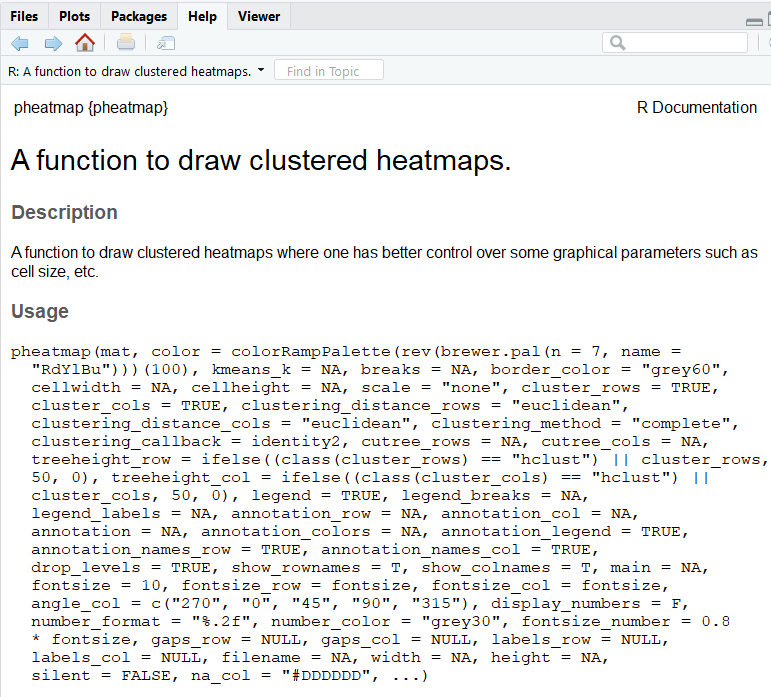 Files Plots Packages Help Viewer
R: A function to draw clustered heatmaps. Find in Topic
pheatmap {pheatmap} R Documentation
A function to draw clustered heatmaps.
Description
A function to draw clustered heatmaps where one has better control over some graphical parameters such as
cell size, etc.
Usage
pheatmap(mat, color = colorRampPalette(rev(brewer.pal(n = 7, name =
"RdYlBu")))(100), kmeans_k = NA, breaks = NA, border_color = "grey60",
cellwidth = NA, cellheight = NA, scale = "none", cluster_rows = TRUE,
cluster_cols = TRUE, clustering_distance_rows = "euclidean",
clustering_distance_cols = "euclidean", clustering_method = "complete",
clustering_callback = identity2, cutree_rows = NA, cutree_cols = NA,
treeheight_row = ifelse((class(cluster_rows) == "hclust") || cluster_rows,
50, 0), treeheight_col = ifelse((class(cluster_cols) == "hclust") ||
cluster_cols, 50, 0), legend = TRUE, legend_breaks = NA,
legend_labels = NA, annotation_row = NA, annotation_col = NA,
annotation = NA, annotation_colors = NA, annotation_legend = TRUE,
annotation_names_row = TRUE, annotation_names_col = TRUE,
drop_levels = TRUE, show_rownames = T, show_colnames = T, main = NA,
fontsize = 10, fontsize_row = fontsize, fontsize_col = fontsize,
angle_col = c("270", "0", "45", "90", "315"), display_numbers = F,
number_format = "%.2f", number_color = "grey30", fontsize_number = 0.8
* fontsize, gaps_row = NULL, gaps_col = NULL, labels_row = NULL,
labels_col = NULL, filename = NA, width = NA, height = NA,
silent = FALSE, na_col = "#DDDDDD", ...)